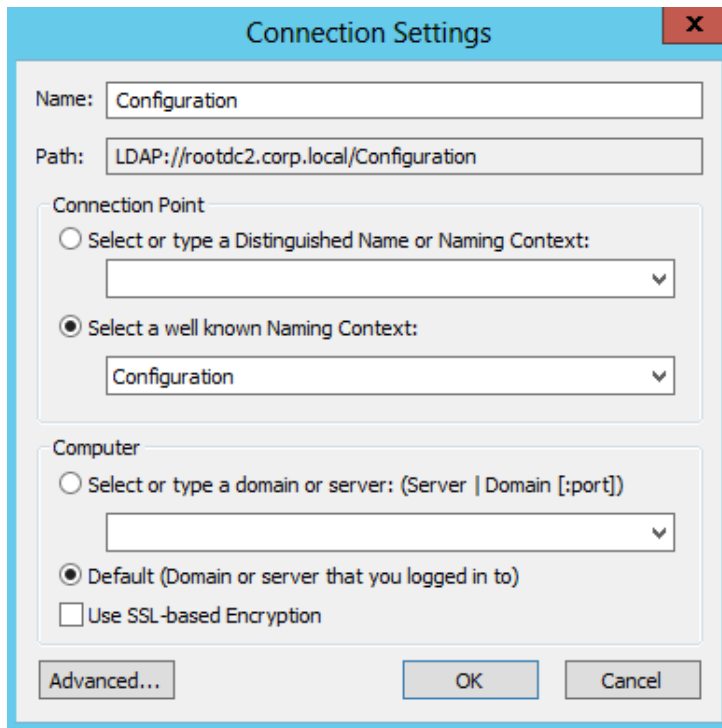 Connection Settings
x
Name: Configuration
Path: LDAP://rootdc2.corp.local/Configuration
Connection Point
Select or type a Distinguished Name or Naming Context:
Select a well known Naming Context:
Configuration
Computer
Select or type a domain or server: (Server | Domain [:port])
Default (Domain or server that you logged in to)
Use SSL-based Encryption
Advanced... OK Cancel